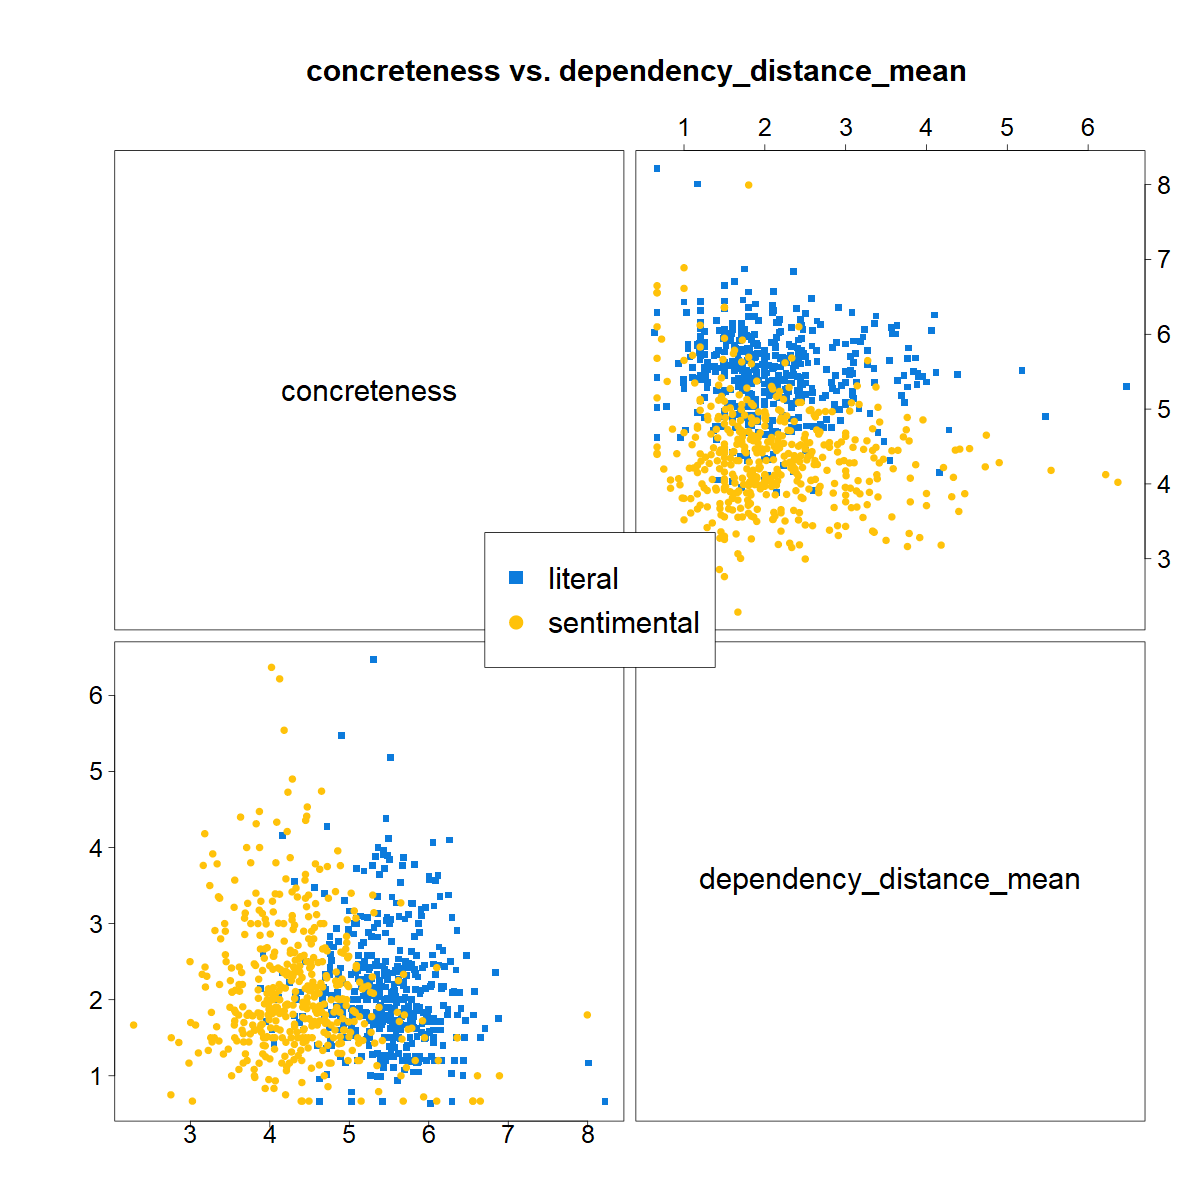 concreteness vs. dependency_distance_mean
1 2 3 4 5 6
concreteness
8
7
6
5
4
3
literal
sentimental
6
5
4
3
2
1
dependency_distance_mean
3 4 5 6 7 8